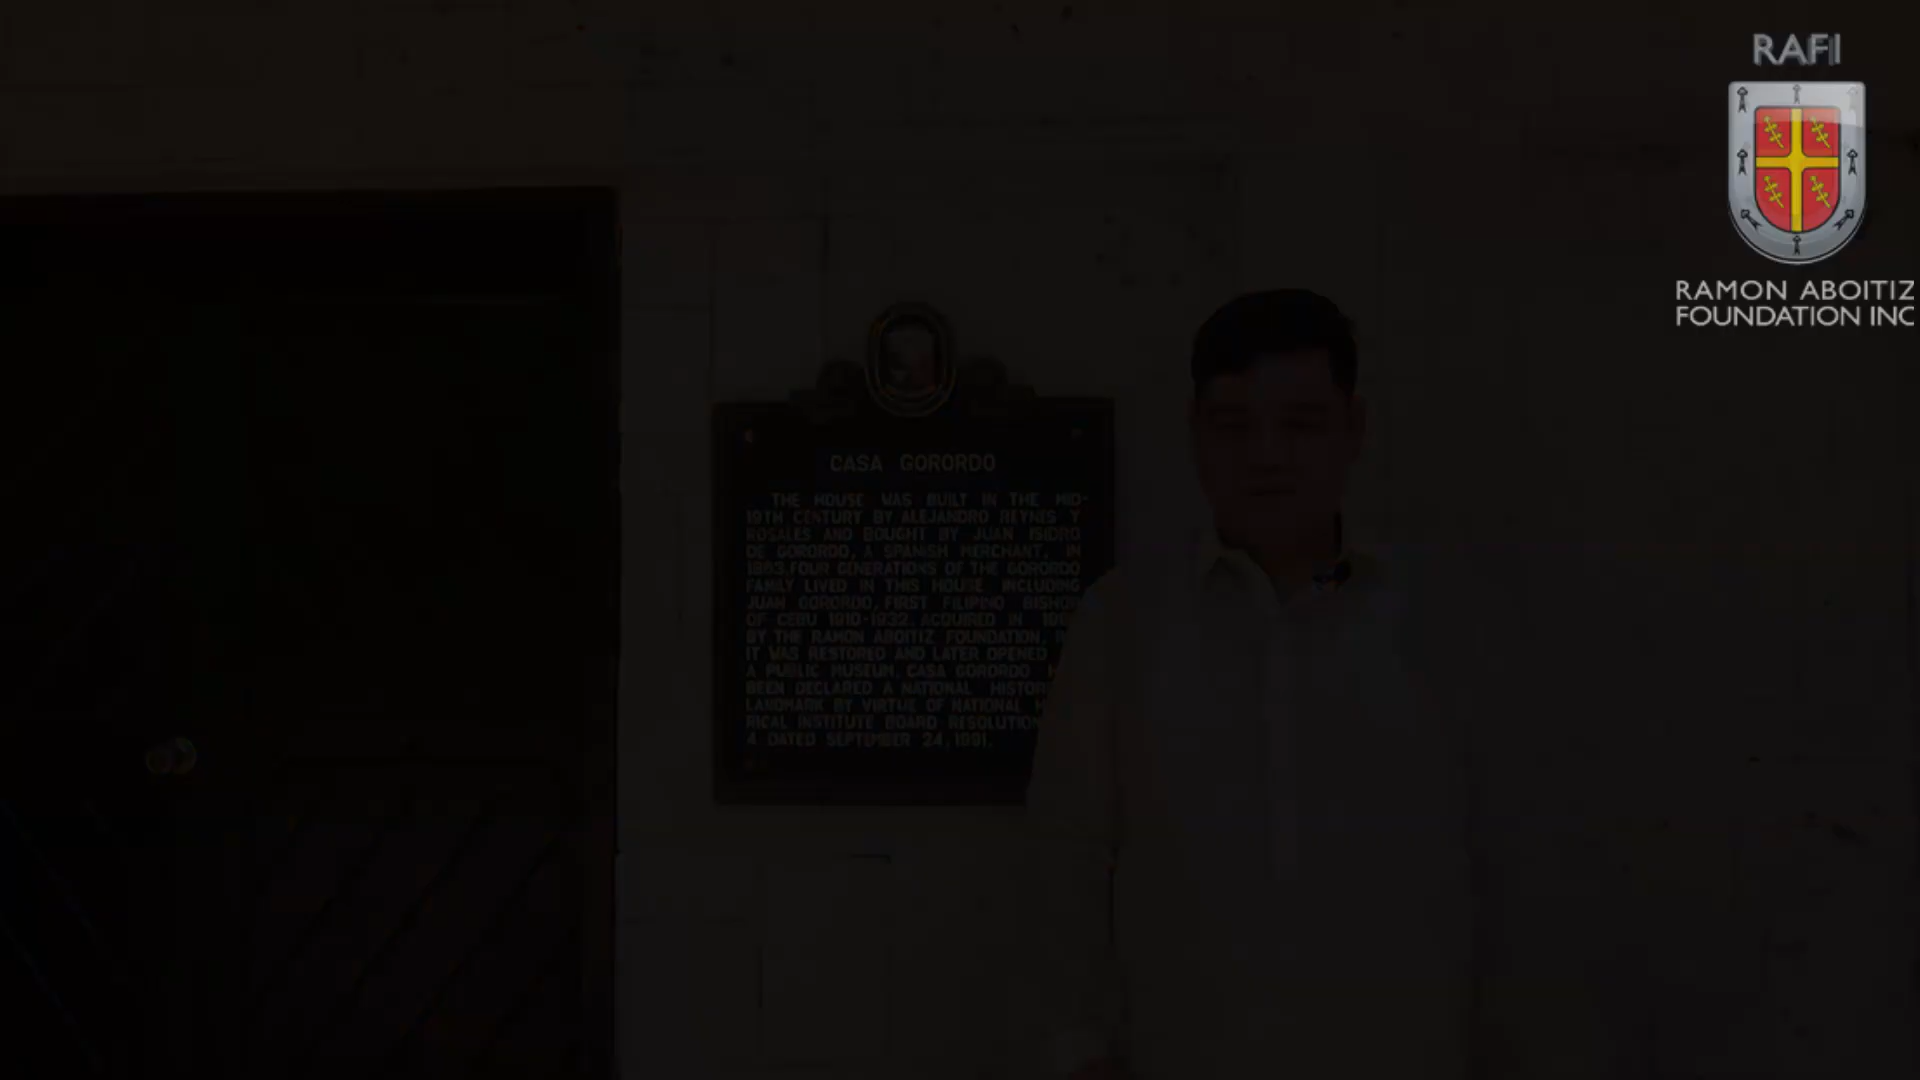 RAFI
RAMON ABOITIZ
FOUNDATION INC
CASA GORORDO
THE HOUSE WAS BUILT IN THE MID-
19TH CENTURY BY ALEJANDRO REYNES Y
ROSALES AND BOUGHT BY JUAN ISIDRO
DE GORORDO, A SPANISH MERCHANT, IN
1863. FOUR GENERATIONS OF THE GORORDO
FAMILY LIVED IN THIS HOUSE INCLUDING
JUAN GORORDO, FIRST FILIPINO BISHOP
OF CEBU 1910-1932. ACQUIRED IN
BY THE RAMON ABOITIZ FOUNDATION,
IT WAS RESTORED AND LATER OPENED
A PUBLIC MUSEUM. CASA GORORDO
BEEN DECLARED A NATIONAL HISTOR
LANDMARK BY VIRTUE OF NATIONAL H
RICAL INSTITUTE BOARD RESOLUTION
4 DATED SEPTEMBER 24, 1991.